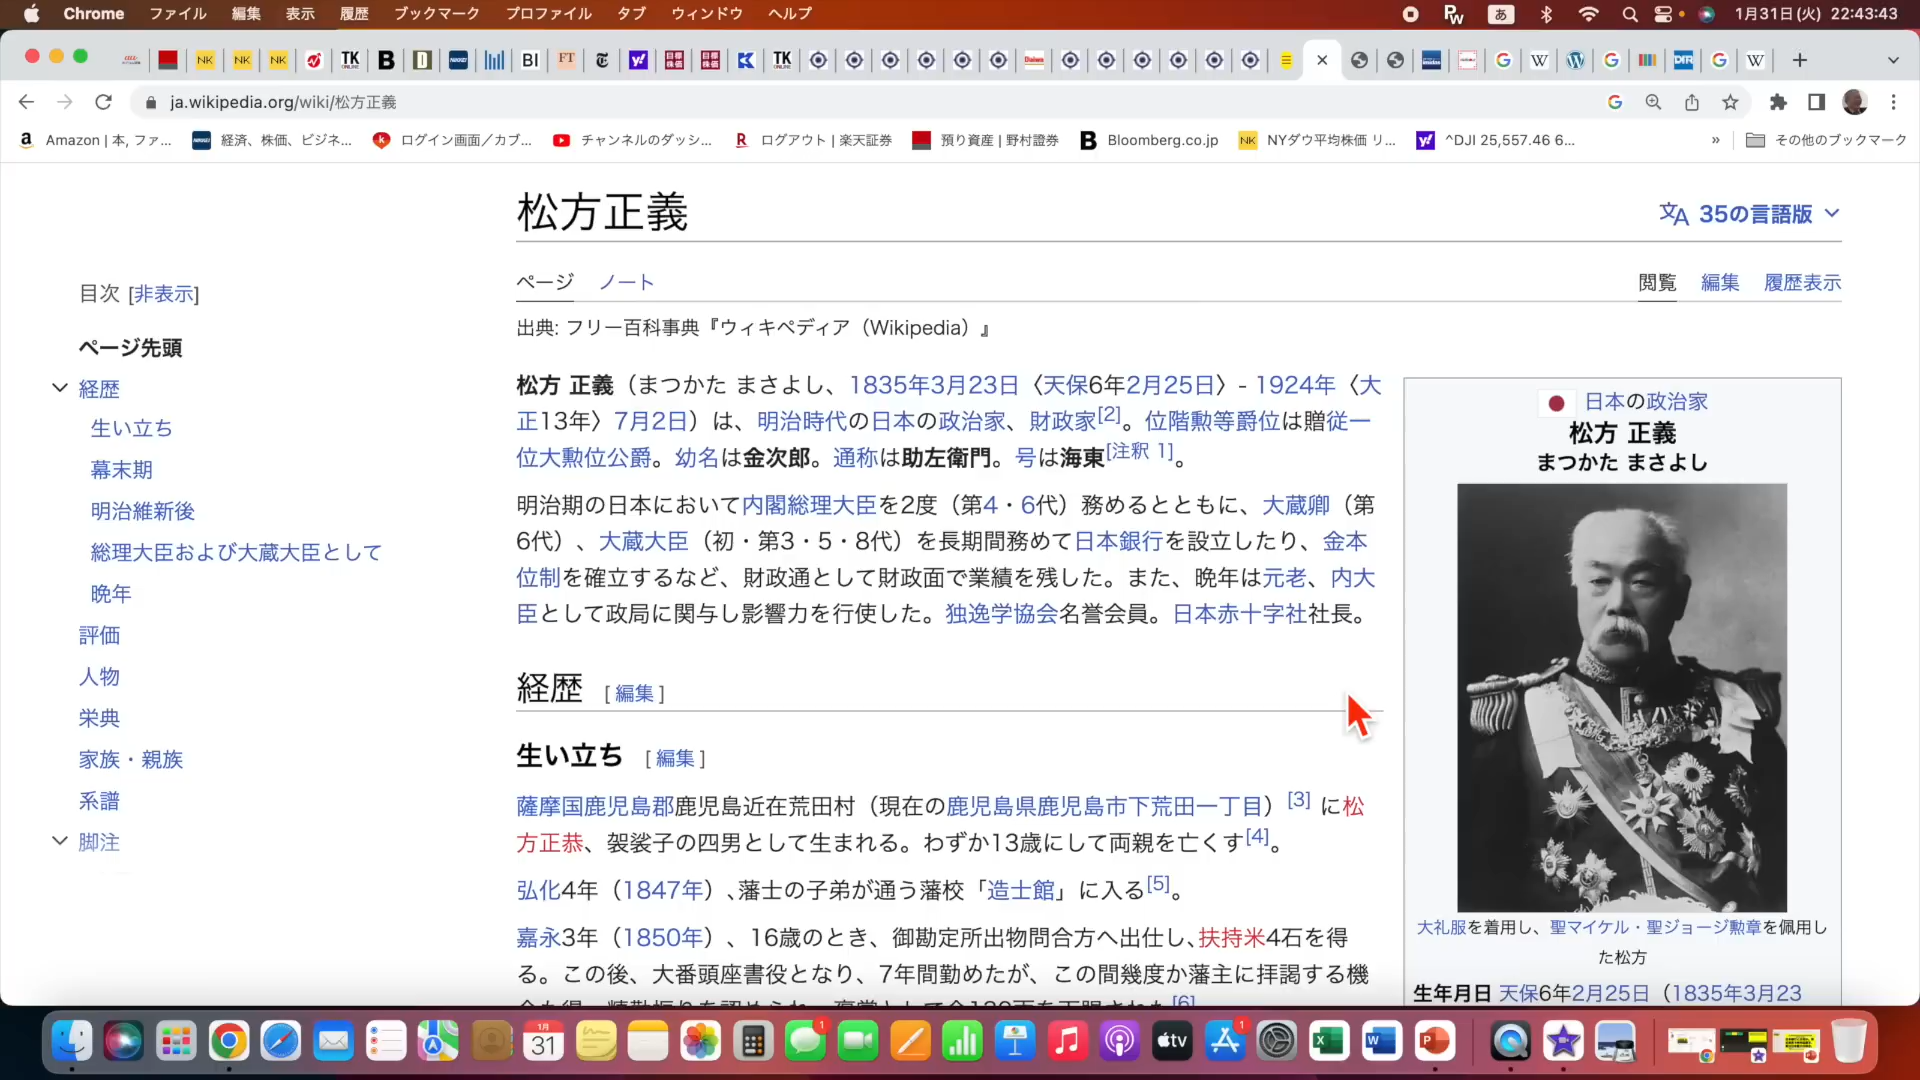 Chrome ファイル 編集 表示 履歴 ブックマーク プロファイル タブ ウィンドウ ヘルプ
あ 1月31日(火) 22:43:43
ja.wikipedia.org/wiki/松方正義
Amazon | 本, ファ... 経済、株価、ビジネ... ログイン画面／カブ... チャンネルのダッシ... ログアウト | 楽天証券 預り資産 | 野村證券 Bloomberg.co.jp NYダウ平均株価 リ... ^DJI 25,557.46 6... » その他のブックマーク
松方正義
35の言語版
ページ ノート
閲覧 編集 履歴表示
出典: フリー百科事典『ウィキペディア（Wikipedia）』
目次 [非表示]
ページ先頭
経歴
生い立ち
幕末期
明治維新後
総理大臣および大蔵大臣として
晩年
評価
人物
栄典
家族・親族
系譜
脚注
松方 正義（まつかた まさよし、1835年3月23日〈天保6年2月25日〉- 1924年〈大
正13年〉7月2日）は、明治時代の日本の政治家、財政家[2]。位階勲等爵位は贈従一
位大勲位公爵。幼名は金次郎。通称は助左衛門。号は海東[注釈 1]。
明治期の日本において内閣総理大臣を2度（第4・6代）務めるとともに、大蔵卿（第
6代）、大蔵大臣（初・第3・5・8代）を長期間務めて日本銀行を設立したり、金本
位制を確立するなど、財政通として財政面で業績を残した。また、晩年は元老、内大
臣として政局に関与し影響力を行使した。独逸学協会名誉会員。日本赤十字社社長。
経歴 [編集]
生い立ち [編集]
薩摩国鹿児島郡鹿児島近在荒田村（現在の鹿児島県鹿児島市下荒田一丁目）[3] に松
方正恭、袈裟子の四男として生まれる。わずか13歳にして両親を亡くす[4]。
弘化4年（1847年）、藩士の子弟が通う藩校「造士館」に入る[5]。
嘉永3年（1850年）、16歳のとき、御勘定所出物問合方へ出仕し、扶持米4石を得
る。この後、大番頭座書役となり、7年間勤めたが、この間幾度か藩主に拝謁する機
日本の政治家
松方 正義
まつかた まさよし
大礼服を着用し、聖マイケル・聖ジョージ勲章を佩用し
た松方
生年月日 天保6年2月25日（1835年3月23
1月
31
1
1
tv